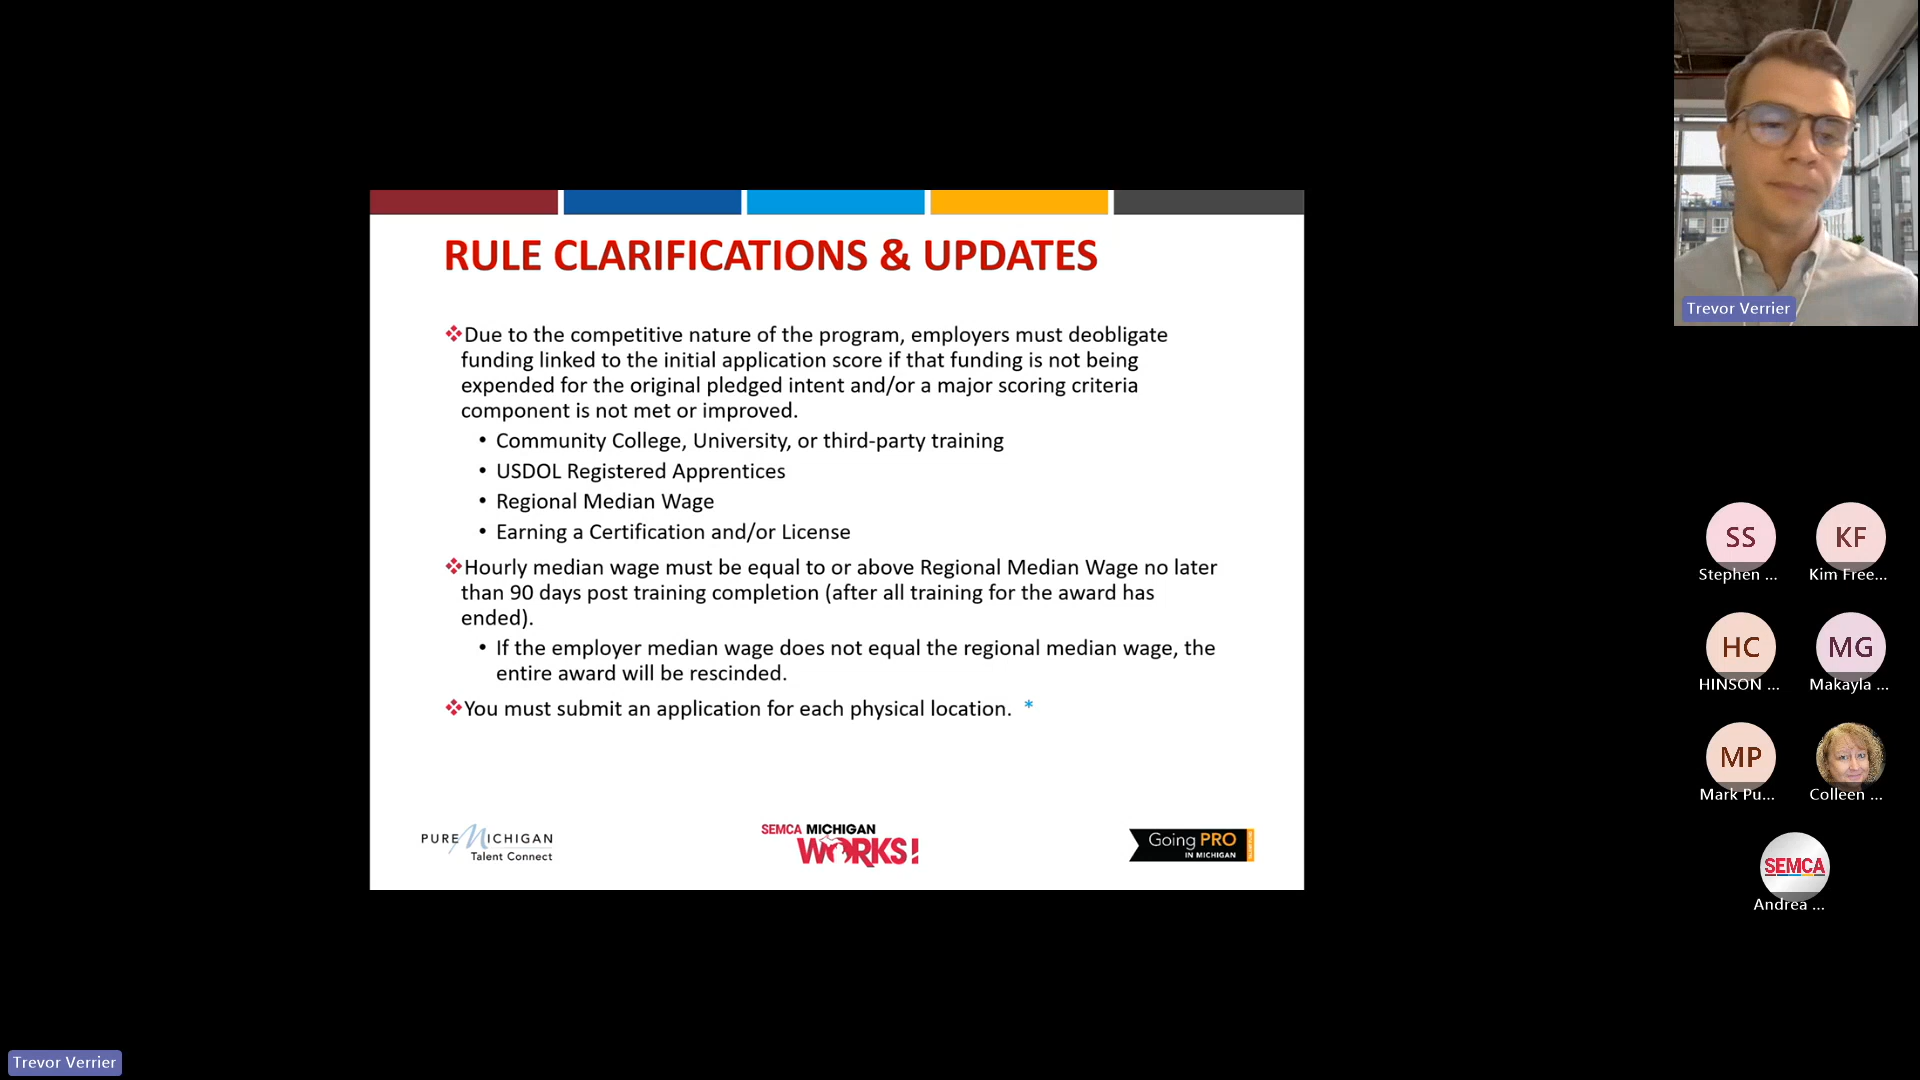 RULE CLARIFICATIONS & UPDATES
❖Due to the competitive nature of the program, employers must deobligate
funding linked to the initial application score if that funding is not being
expended for the original pledged intent and/or a major scoring criteria
component is not met or improved.
• Community College, University, or third-party training
• USDOL Registered Apprentices
• Regional Median Wage
• Earning a Certification and/or License
❖Hourly median wage must be equal to or above Regional Median Wage no later
than 90 days post training completion (after all training for the award has
ended).
• If the employer median wage does not equal the regional median wage, the
entire award will be rescinded.
❖You must submit an application for each physical location. *
PURE MICHIGAN
Talent Connect
SEMCA MICHIGAN
WORKS!
Going PRO
IN MICHIGAN
Trevor Verrier
SS
Stephen ...
KF
Kim Free...
HC
HINSON ...
MG
Makayla ...
MP
Mark Pu...
Colleen ...
SEMCA
Andrea ...
Trevor Verrier